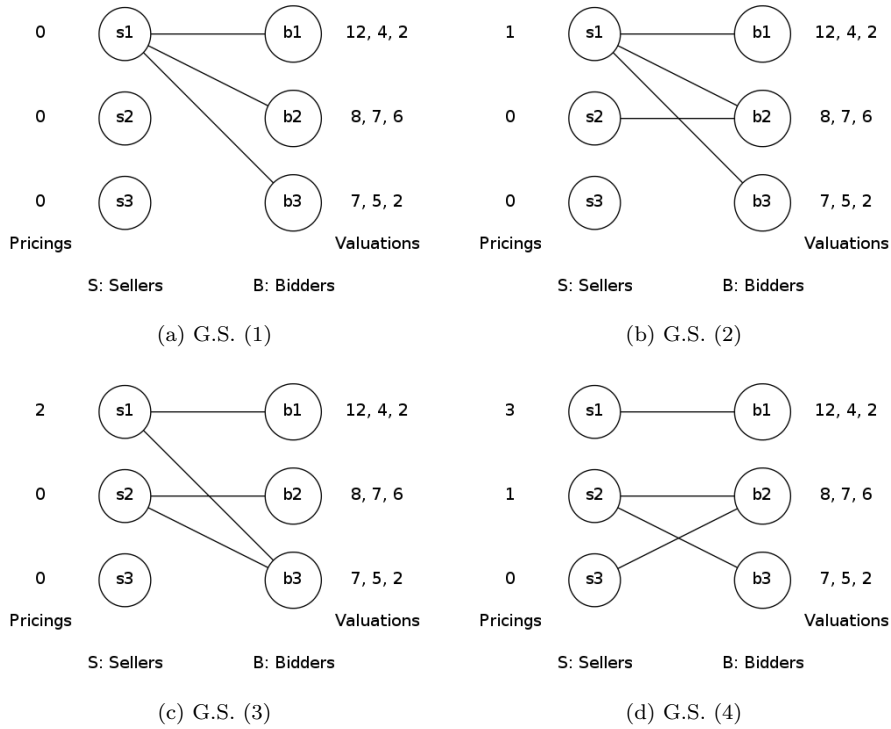 0 s1 b1 12, 4, 2
0 s2 b2 8, 7, 6
0 s3 b3 7, 5, 2
Pricings Valuations
S: Sellers B: Bidders
(a) G.S. (1)
1 s1 b1 12, 4, 2
0 s2 b2 8, 7, 6
0 s3 b3 7, 5, 2
Pricings Valuations
S: Sellers B: Bidders
(b) G.S. (2)
2 s1 b1 12, 4, 2
0 s2 b2 8, 7, 6
0 s3 b3 7, 5, 2
Pricings Valuations
S: Sellers B: Bidders
(c) G.S. (3)
3 s1 b1 12, 4, 2
1 s2 b2 8, 7, 6
0 s3 b3 7, 5, 2
Pricings Valuations
S: Sellers B: Bidders
(d) G.S. (4)